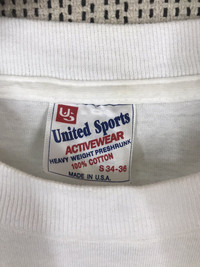 US
United Sports
ACTIVEWEAR
HEAVY WEIGHT PRESHRUNK
100% COTTON
S 34-36
MADE IN U.S.A.